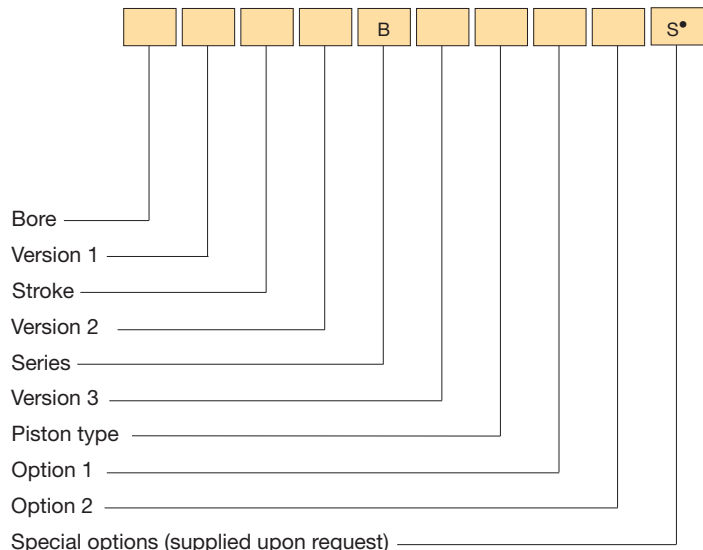 B S•
Bore
Version 1
Stroke
Version 2
Series
Version 3
Piston type
Option 1
Option 2
Special options (supplied upon request)